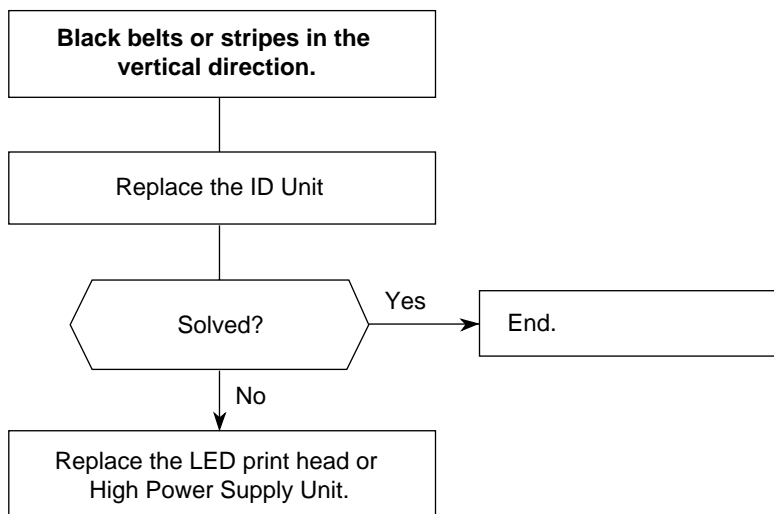 Black belts or stripes in the
vertical direction.
Replace the ID Unit
Solved?
Yes
End.
No
Replace the LED print head or
High Power Supply Unit.